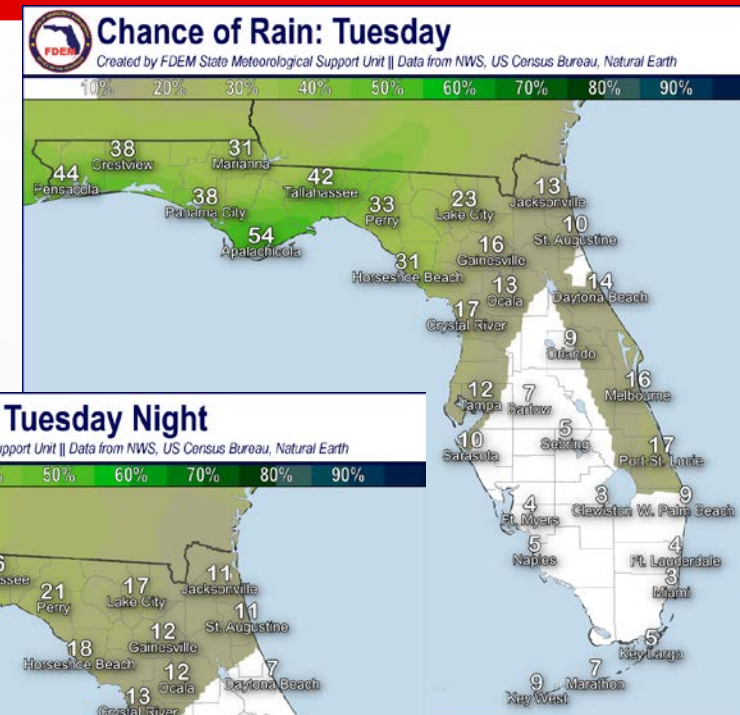 FDEM
Chance of Rain: Tuesday
Created by FDEM State Meteorological Support Unit || Data from NWS, US Census Bureau, Natural Earth
10% 20% 30% 40% 50% 60% 70% 80% 90%
38
Crestview
31
Marianna
44
Pensacola
42
Tallahassee
13
Jacksonville
38
Panama City
33
Perry
23
Lake City
10
St. Augustine
54
Apalachicola
16
Gainesville
31
Horseshoe Beach
13
Ocala
14
Daytona Beach
17
Crystal River
9
Orlando
12
Tampa
7
Bartow
16
Melbourne
10
Sarasota
5
Sebring
17
Port St. Lucie
4
Ft. Myers
3
Clewiston
9
W. Palm Beach
5
Naples
4
Ft. Lauderdale
3
Miami
5
Key Largo
7
Marathon
9
Key West
Tuesday Night
Unit || Data from NWS, US Census Bureau, Natural Earth
50% 60% 70% 80% 90%
21
Perry
17
Lake City
11
Jacksonville
11
St. Augustine
12
Gainesville
18
Horseshoe Beach
12
Ocala
7
Daytona Beach
13
Crystal River